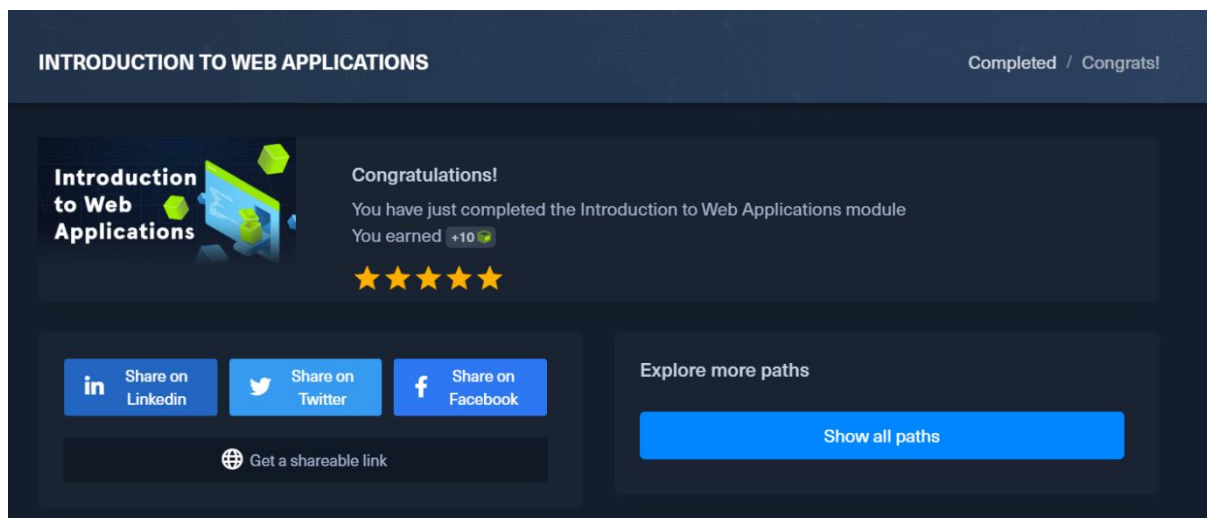 INTRODUCTION TO WEB APPLICATIONS
Completed / Congrats!
Introduction
to Web
Applications
Congratulations!
You have just completed the Introduction to Web Applications module
You earned +10
Share on
Linkedin
Share on
Twitter
Share on
Facebook
Get a shareable link
Explore more paths
Show all paths